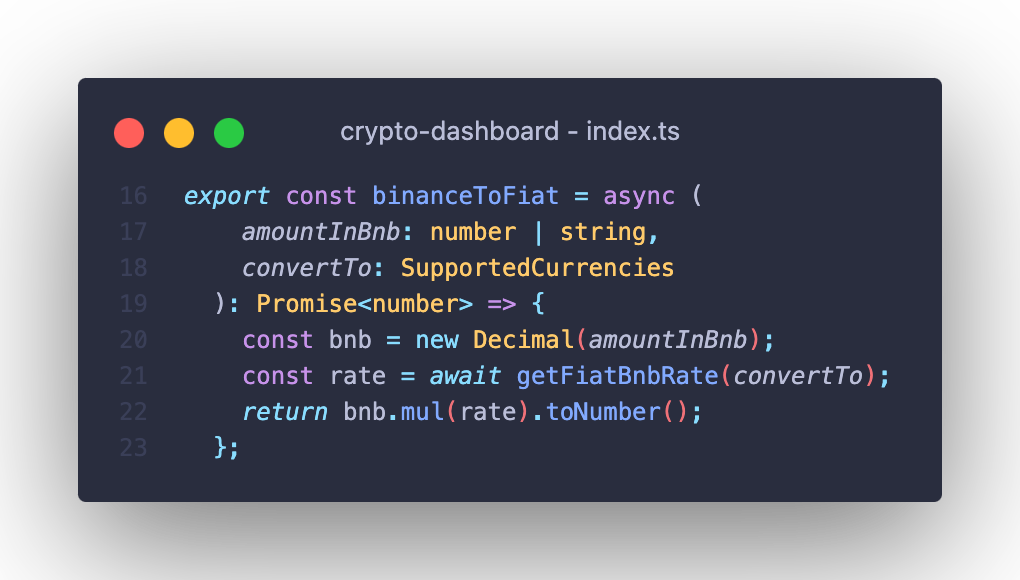 crypto-dashboard - index.ts
16 export const binanceToFiat = async (
17 amountInBnb: number | string,
18 convertTo: SupportedCurrencies
19 ): Promise<number> => {
20 const bnb = new Decimal(amountInBnb);
21 const rate = await getFiatBnbRate(convertTo);
22 return bnb.mul(rate).toNumber();
23 };